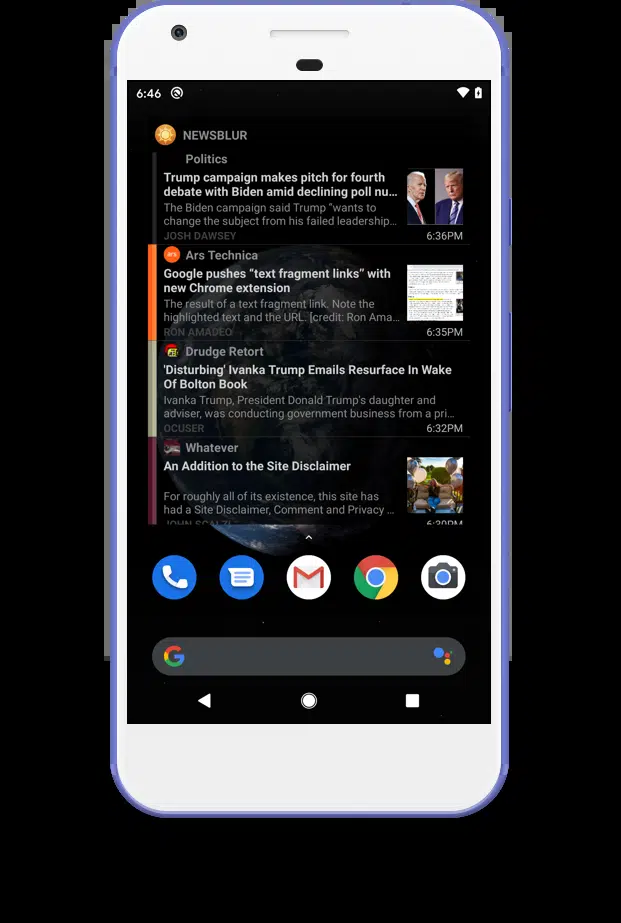 6:46
NEWSBLUR
Politics
Trump campaign makes pitch for fourth
debate with Biden amid declining poll nu…
The Biden campaign said Trump “wants to
change the subject from his failed leadership…
JOSH DAWSEY 6:36PM
ars Ars Technica
Google pushes “text fragment links” with
new Chrome extension
The result of a text fragment link. Note the
highlighted text and the URL. [credit: Ron Ama…
RON AMADEO 6:35PM
Drudge Retort
'Disturbing' Ivanka Trump Emails Resurface In Wake
Of Bolton Book
Ivanka Trump, President Donald Trump's daughter and
adviser, was conducting government business from a pri…
OCUSER 6:32PM
Whatever
An Addition to the Site Disclaimer
For roughly all of its existence, this site has
had a Site Disclaimer, Comment and Privacy …
JOHN SCALZI 6:30PM